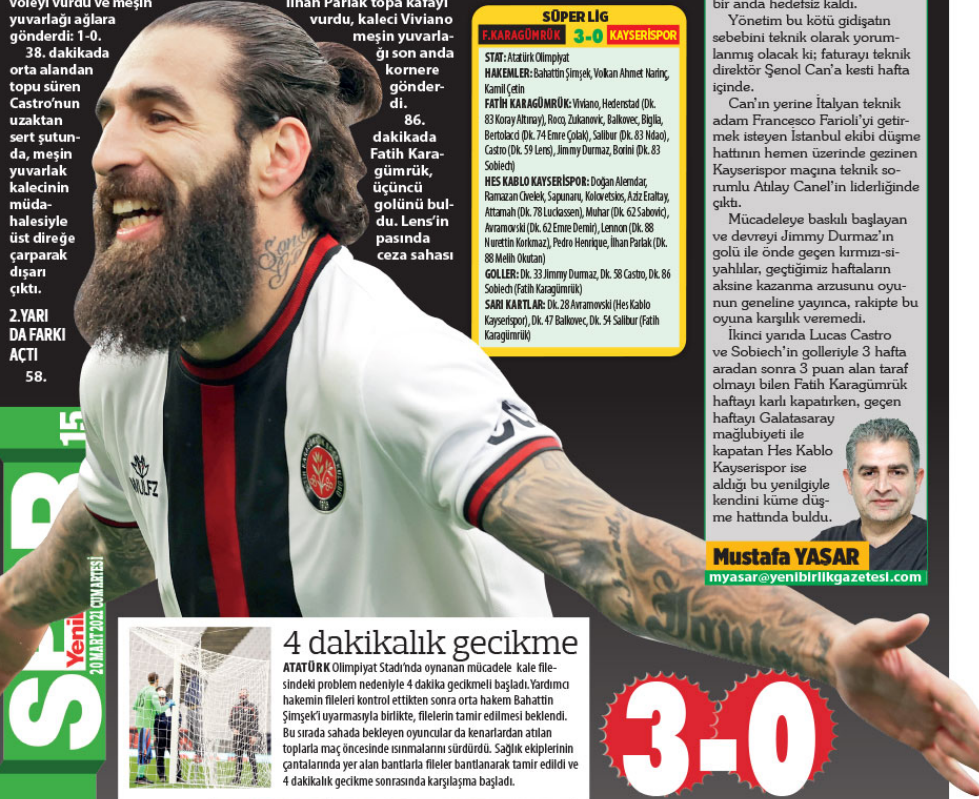 voleyi vurdu ve meşin
yuvarlağı ağlara
gönderdi: 1-0.
38. dakikada
orta alandan
topu süren
Castro'nun
uzaktan
sert şutun-
da, meşin
yuvarlak
kalecinin
müda-
halesiyle
üst direğe
çarparak
dışarı
çıktı.
2.YARI
DA FARKI
AÇTI
58.
İlhan Parlak topa kafayı
vurdu, kaleci Viviano
meşin yuvarla-
ğı son anda
kornere
gönder-
di.
86.
dakikada
Fatih Kara-
gümrük,
üçüncü
golünü bul-
du. Lens'in
pasında
ceza sahası
SÜPER LİG
F.KARAGÜMRÜK 3-0 KAYSERİSPOR
STAT: Atatürk Olimpiyat
HAKEMLER: Bahattin Şimşek, Volkan Ahmet Narinç,
Kamil Çetin
FATİH KARAGÜMRÜK: Viviano, Hedenstad (Dk.
83 Koray Altınay), Roco, Zukanovic, Balkovec, Biglia,
Bertolacci (Dk. 74 Emre Çolak), Salibur (Dk. 83 Ndao),
Castro (Dk. 59 Lens), Jimmy Durmaz, Borini (Dk. 83
Sobiech)
HES KABLO KAYSERİSPOR: Doğan Alemdar,
Ramazan Civelek, Sapunaru, Kolovetsios, Aziz Eraltay,
Attamah (Dk. 78 Luckassen), Muhar (Dk. 62 Sabovic),
Avramovski (Dk. 62 Emre Demir), Lennon (Dk. 88
Nurettin Korkmaz), Pedro Henrique, İlhan Parlak (Dk.
88 Melih Okutan)
GOLLER: Dk. 33 Jimmy Durmaz, Dk. 58 Castro, Dk. 86
Sobiech (Fatih Karagümrük)
SARI KARTLAR: Dk. 28 Avramovski (Hes Kablo
Kayserispor), Dk. 47 Balkovec, Dk. 54 Salibur (Fatih
Karagümrük)
bir anda hedefsiz kaldı.
Yönetim bu kötü gidişatın
sebebini teknik olarak yorum-
lanmış olacak ki; faturayı teknik
direktör Şenol Can'a kesti hafta
içinde.
Can'ın yerine İtalyan teknik
adam Francesco Farioli'yi getir-
mek isteyen İstanbul ekibi düşme
hattının hemen üzerinde gezinen
Kayserispor maçına teknik so-
rumlu Atılay Canel'in liderliğinde
çıktı.
Mücadeleye baskılı başlayan
ve devreyi Jimmy Durmaz'ın
golü ile önde geçen kırmızı-si-
yahlılar, geçtiğimiz haftaların
aksine kazanma arzusunu oyu-
nun geneline yayınca, rakipte bu
oyuna karşılık veremedi.
İkinci yarıda Lucas Castro
ve Sobiech'in golleriyle 3 hafta
aradan sonra 3 puan alan taraf
olmayı bilen Fatih Karagümrük
haftayı karlı kapatırken, geçen
haftayı Galatasaray
mağlubiyeti ile
kapatan Hes Kablo
Kayserispor ise
aldığı bu yenilgiyle
kendini küme düş-
me hattında buldu.
Mustafa YAŞAR
myasar@yenibirlikgazetesi.com
15
20 MART 2021 CUMARTESİ
4 dakikalık gecikme
ATATÜRK Olimpiyat Stadı'nda oynanan mücadele kale file-
sindeki problem nedeniyle 4 dakika gecikmeli başladı. Yardımcı
hakemin fileleri kontrol ettikten sonra orta hakem Bahattin
Şimşek'i uyarmasıyla birlikte, filelerin tamir edilmesi beklendi.
Bu sırada sahada bekleyen oyuncular da kenarlardan atılan
toplarla maç öncesinde ısınmalarını sürdürdü. Sağlık ekiplerinin
çantalarında yer alan bantlarla fileler bantlanarak tamir edildi ve
4 dakikalık gecikme sonrasında karşılaşma başladı.
3-0